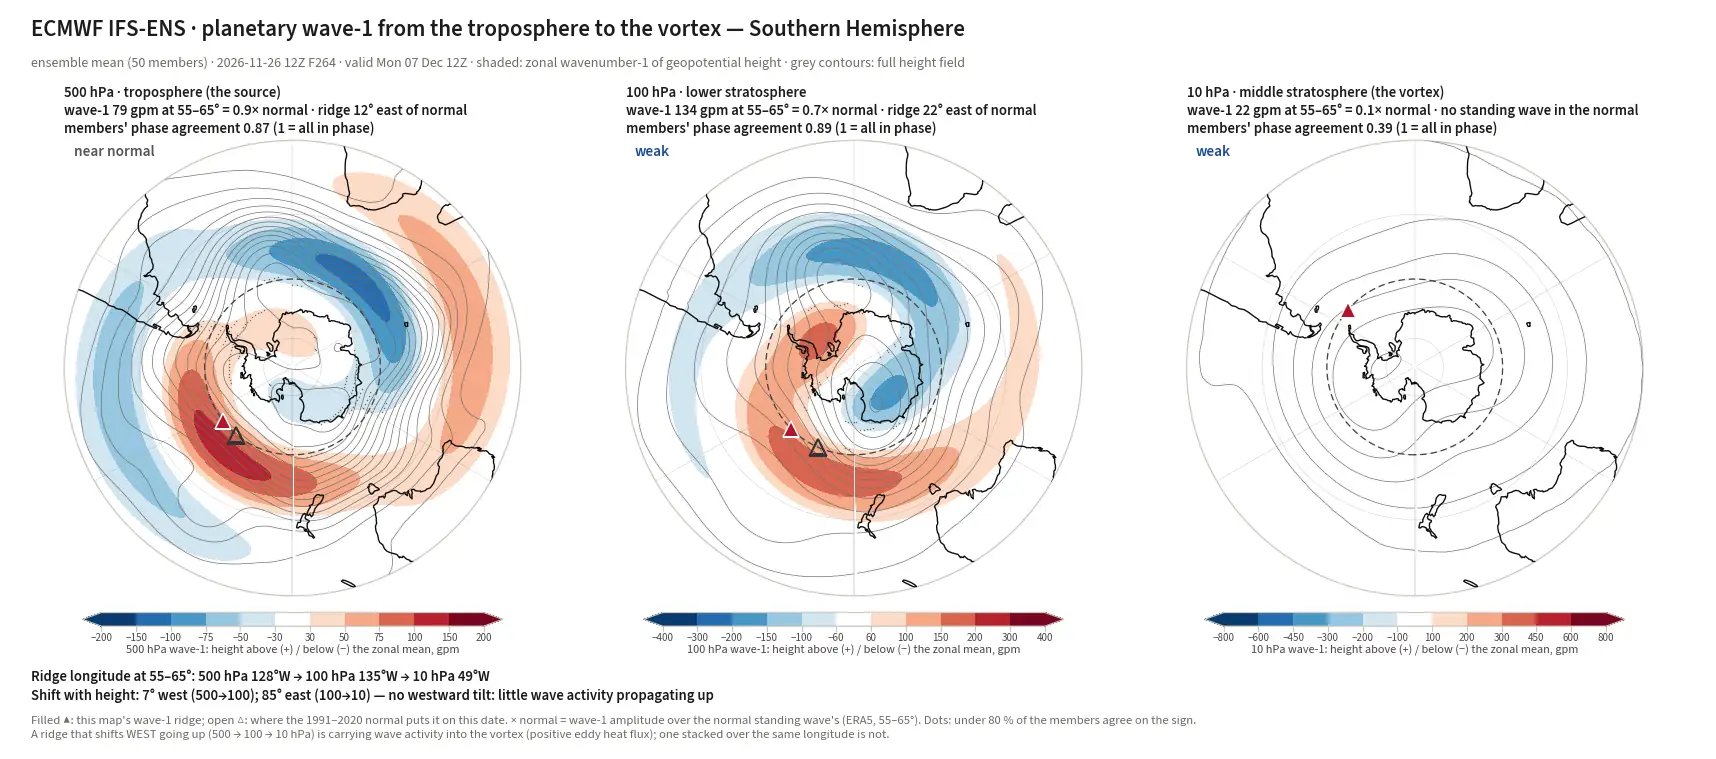 ECMWF IFS-ENS · planetary wave-1 from the troposphere to the vortex — Southern Hemisphere
ensemble mean (50 members) · 2026-11-26 12Z F264 · valid Mon 07 Dec 12Z · shaded: zonal wavenumber-1 of geopotential height · grey contours: full height field
500 hPa · troposphere (the source)
wave-1 79 gpm at 55–65° = 0.9× normal · ridge 12° east of normal
members' phase agreement 0.87 (1 = all in phase)
near normal
100 hPa · lower stratosphere
wave-1 134 gpm at 55–65° = 0.7× normal · ridge 22° east of normal
members' phase agreement 0.89 (1 = all in phase)
weak
10 hPa · middle stratosphere (the vortex)
wave-1 22 gpm at 55–65° = 0.1× normal · no standing wave in the normal
members' phase agreement 0.39 (1 = all in phase)
weak
−200 −150 −100 −75 −50 −30 30 50 75 100 150 200
500 hPa wave-1: height above (+) / below (−) the zonal mean, gpm
−400 −300 −200 −150 −100 −60 60 100 150 200 300 400
100 hPa wave-1: height above (+) / below (−) the zonal mean, gpm
−800 −600 −450 −300 −200 −100 100 200 300 450 600 800
10 hPa wave-1: height above (+) / below (−) the zonal mean, gpm
Ridge longitude at 55–65°: 500 hPa 128°W → 100 hPa 135°W → 10 hPa 49°W
Shift with height: 7° west (500→100); 85° east (100→10) — no westward tilt: little wave activity propagating up
Filled ▲: this map's wave-1 ridge; open △: where the 1991–2020 normal puts it on this date. × normal = wave-1 amplitude over the normal standing wave's (ERA5, 55–65°). Dots: under 80 % of the members agree on the sign.
A ridge that shifts WEST going up (500 → 100 → 10 hPa) is carrying wave activity into the vortex (positive eddy heat flux); one stacked over the same longitude is not.